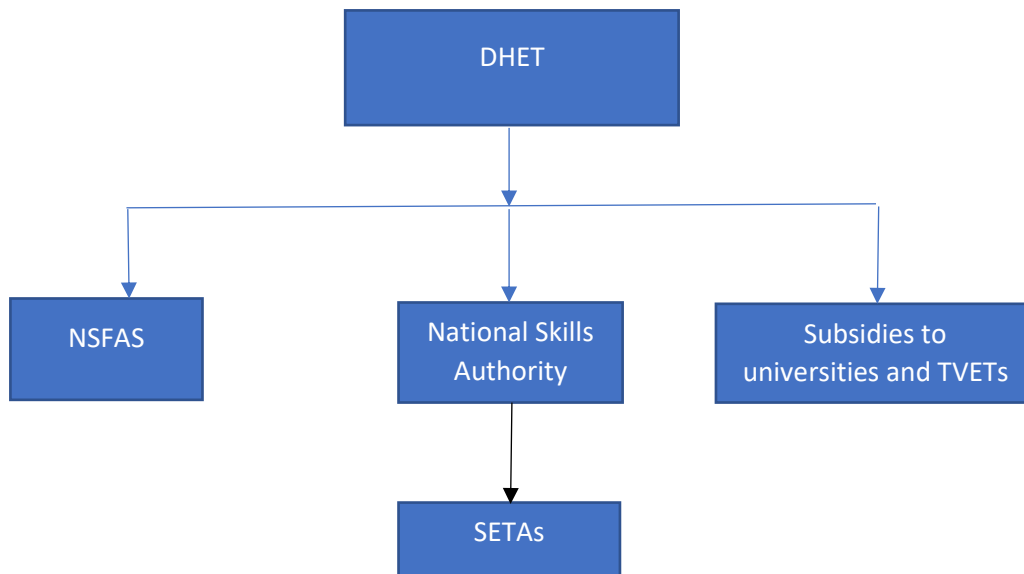 DHET
NSFAS
National Skills
Authority
Subsidies to
universities and TVETs
SETAs